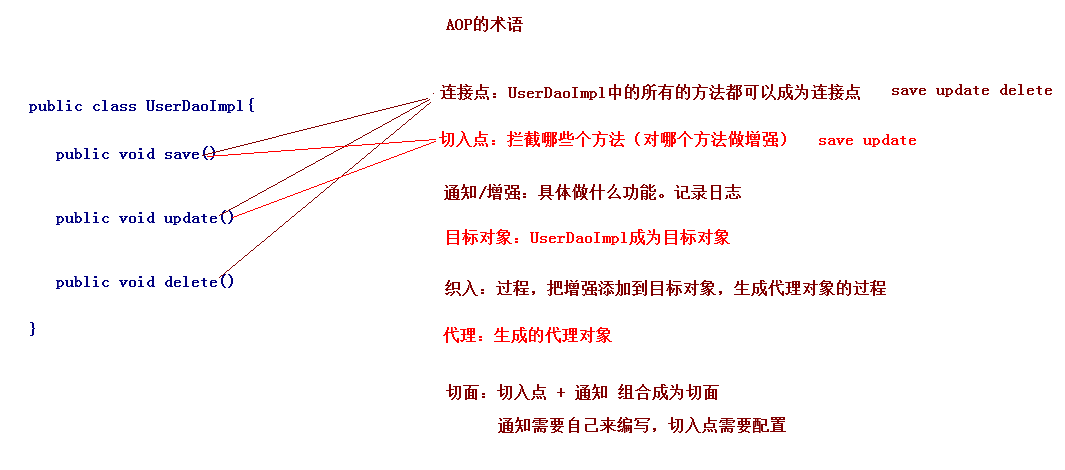 AOP的术语
public class UserDaoImpl{
public void save()
public void update()
public void delete()
}
连接点：UserDaoImpl中的所有的方法都可以成为连接点 save update delete
切入点：拦截哪些个方法（对哪个方法做增强） save update
通知/增强：具体做什么功能。记录日志
目标对象：UserDaoImpl成为目标对象
织入：过程，把增强添加到目标对象，生成代理对象的过程
代理：生成的代理对象
切面：切入点 + 通知 组合成为切面
通知需要自己来编写，切入点需要配置